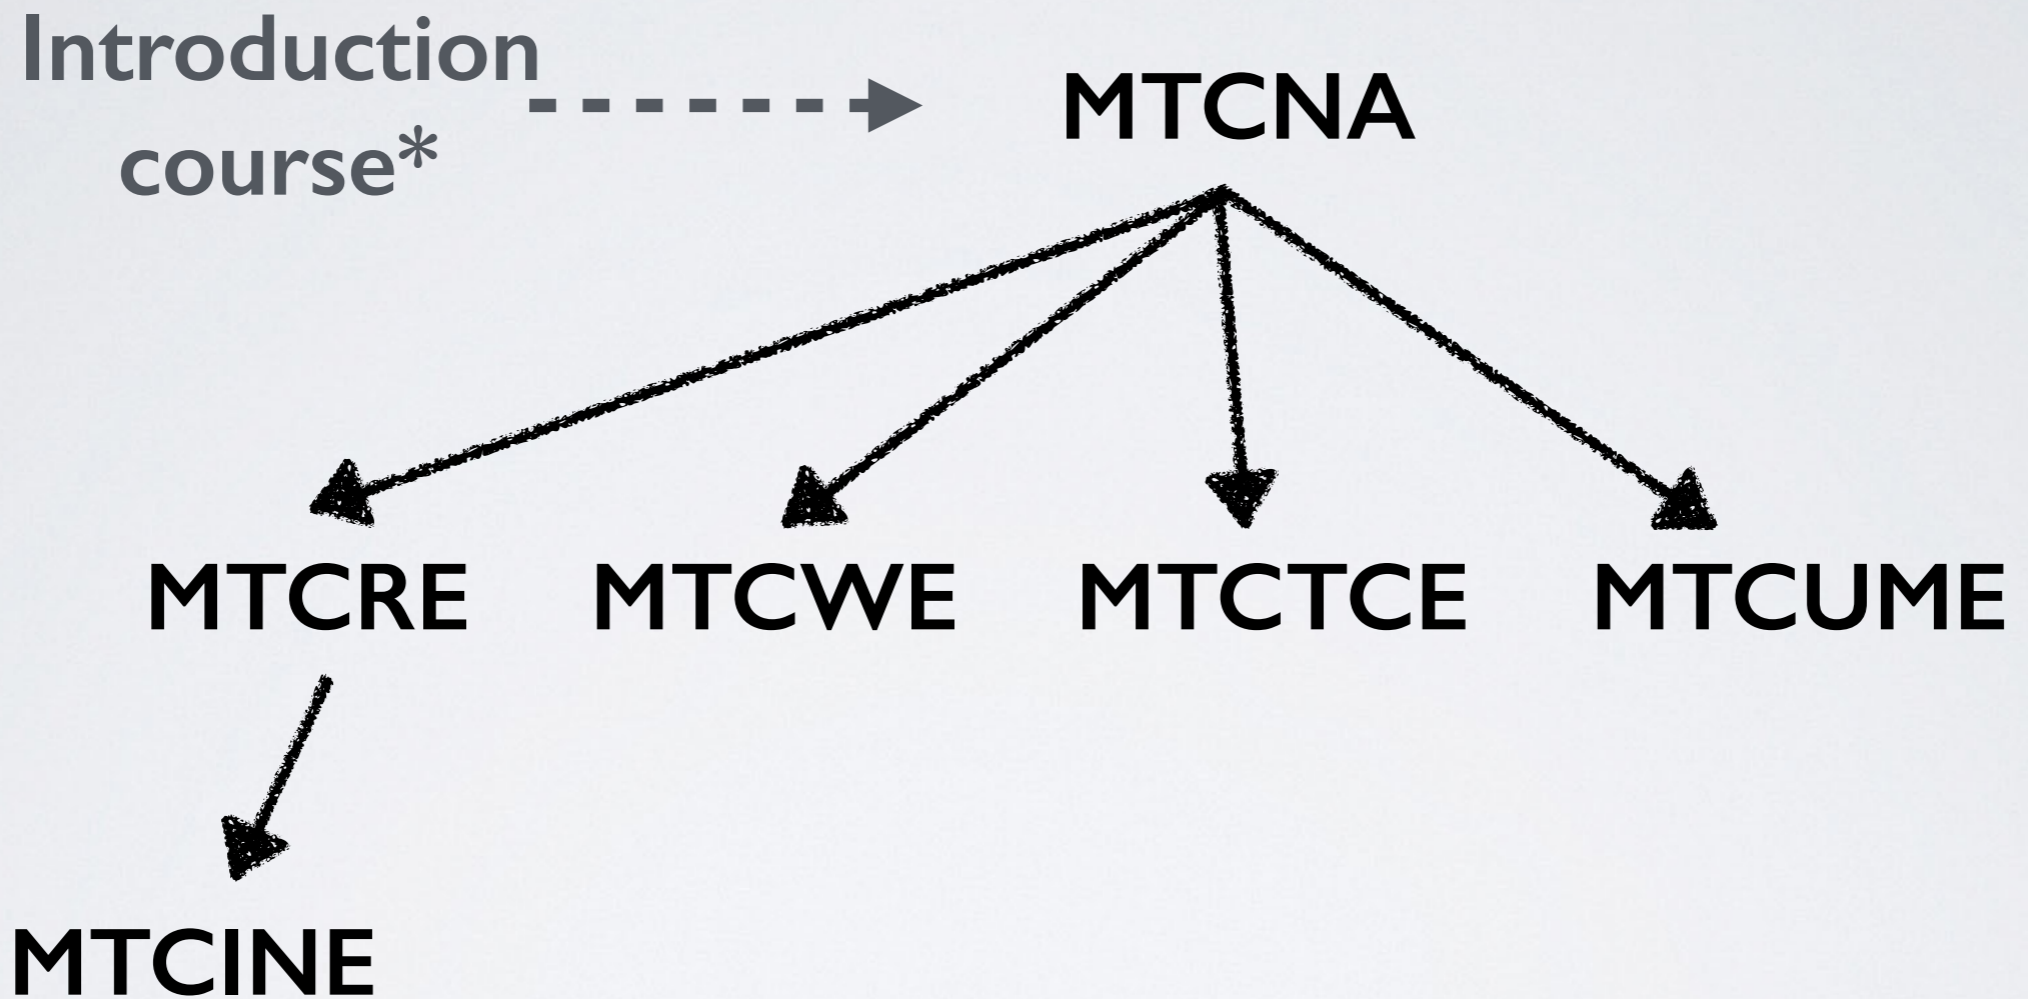 Introduction
course*
MTCNA
MTCRE MTCWE MTCTCE MTCUME
MTCINE